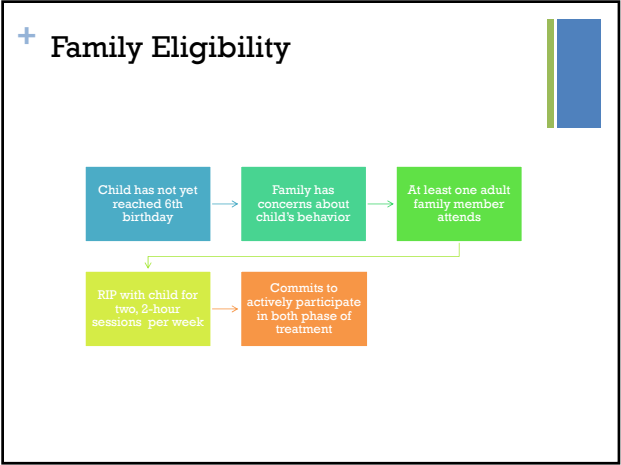 + Family Eligibility
Child has not yet
reached 6th
birthday
Family has
concerns about
child's behavior
At least one adult
family member
attends
RIP with child for
two, 2-hour
sessions per week
Commits to
actively participate
in both phase of
treatment